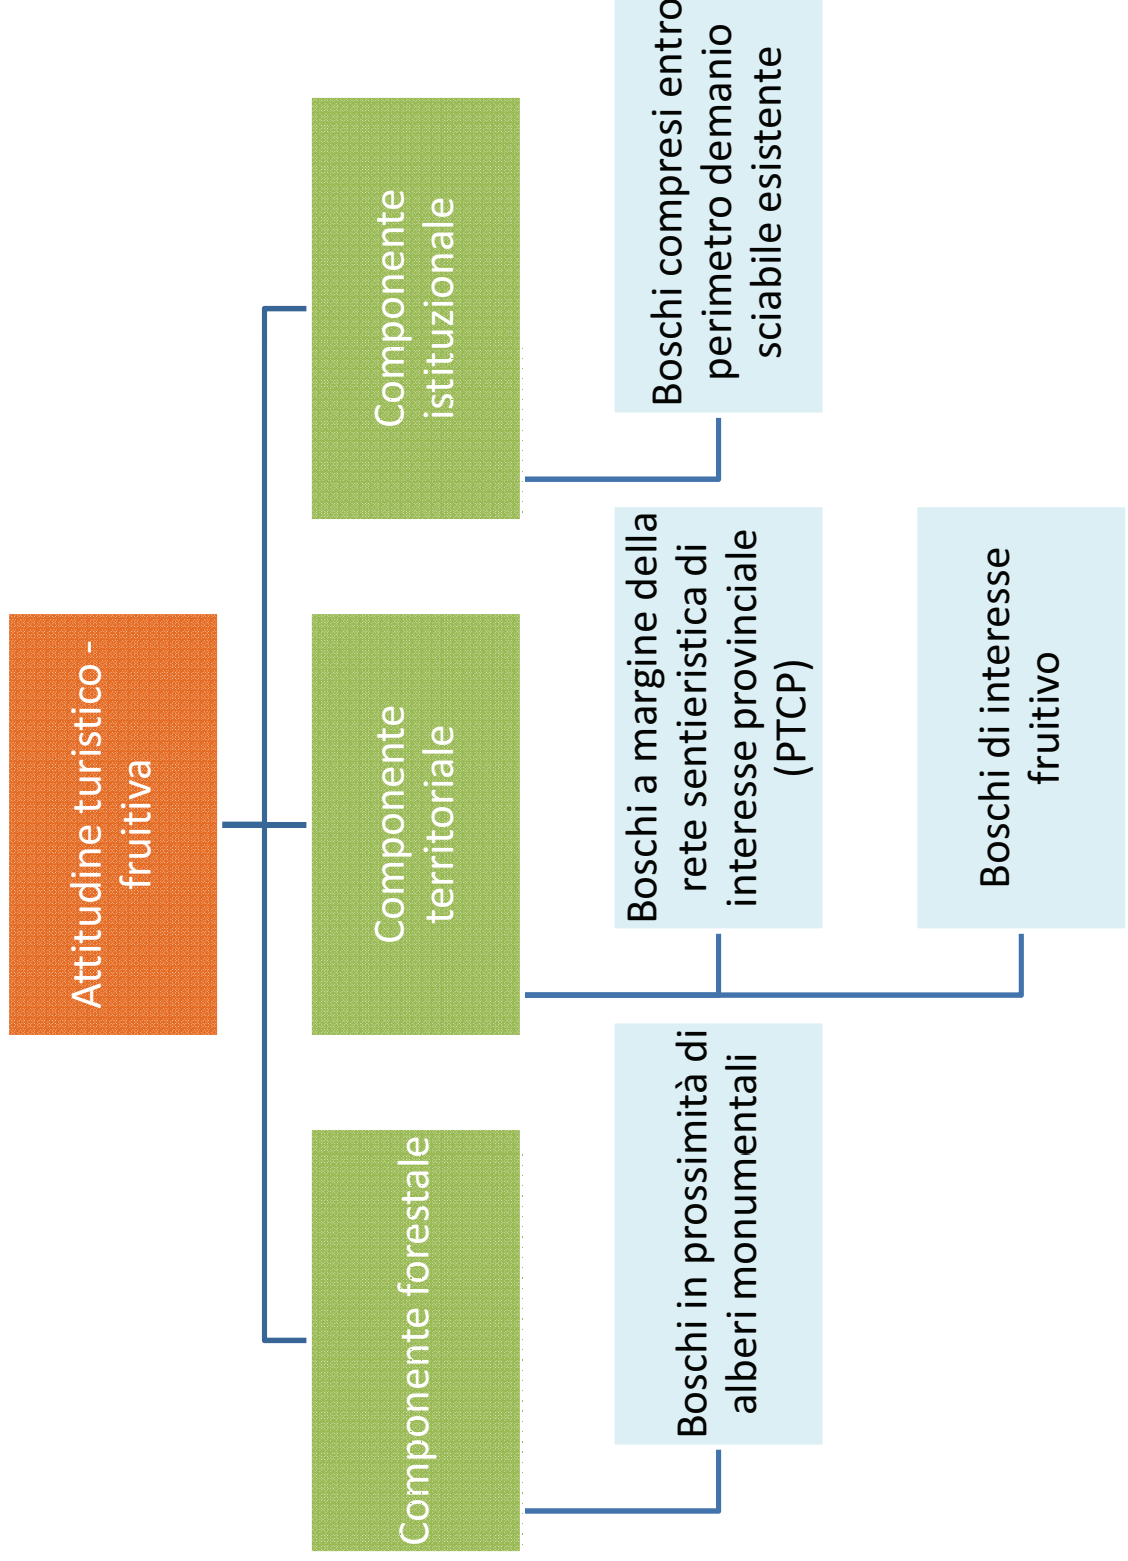 Attitudine turistico -
fruitiva
Componente forestale
Componente
territoriale
Componente
istituzionale
Boschi in prossimità di
alberi monumentali
Boschi a margine della
rete sentieristica di
interesse provinciale
(PTCP)
Boschi di interesse
fruitivo
Boschi compresi entro
perimetro demanio
sciabile esistente